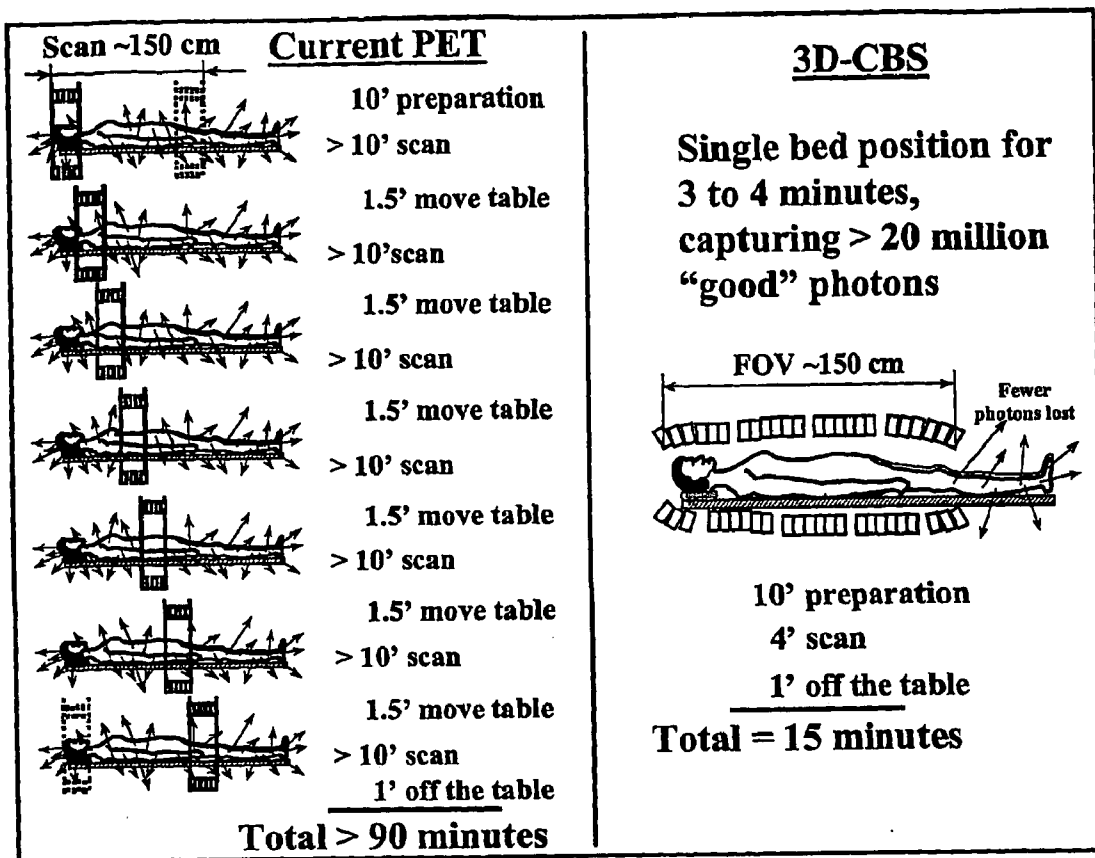 Scan ~150 cm
Current PET
10’ preparation
> 10’ scan
1.5’ move table
> 10’scan
1.5’ move table
> 10’ scan
1.5’ move table
> 10’ scan
1.5’ move table
> 10’ scan
1.5’ move table
> 10’ scan
1.5’ move table
> 10’ scan
1’ off the table
Total > 90 minutes
3D-CBS
Single bed position for
3 to 4 minutes,
capturing > 20 million
“good” photons
FOV ~150 cm
Fewer
photons lost
10’ preparation
4’ scan
1’ off the table
Total = 15 minutes